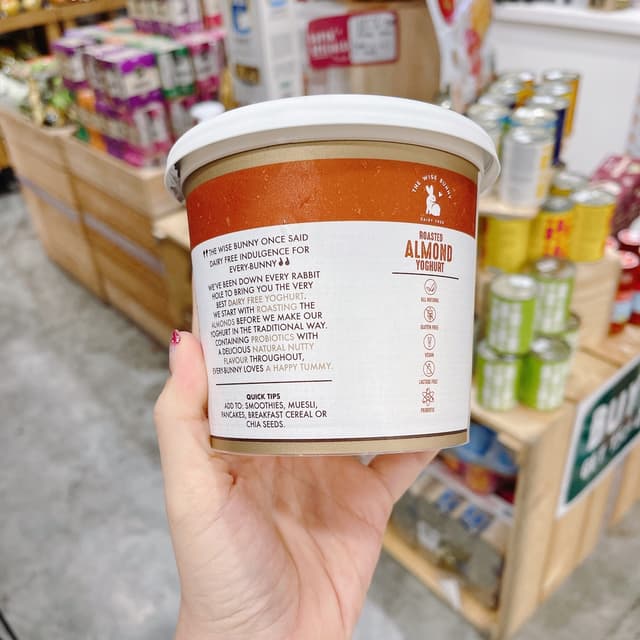 "THE WISE BUNNY ONCE SAID
DAIRY FREE INDULGENCE FOR
EVERY-BUNNY"
WE'VE BEEN DOWN EVERY RABBIT
HOLE TO BRING YOU THE VERY
BEST DAIRY FREE YOGHURT.
WE START WITH ROASTING THE
ALMONDS BEFORE WE MAKE OUR
YOGHURT IN THE TRADITIONAL WAY.
CONTAINING PROBIOTICS WITH
A DELICIOUS NATURAL NUTTY
FLAVOUR THROUGHOUT,
EVERY-BUNNY LOVES A HAPPY TUMMY.
QUICK TIPS
ADD TO: SMOOTHIES, MUESLI,
PANCAKES, BREAKFAST CEREAL OR
CHIA SEEDS.
THE WISE BUNNY
DAIRY FREE
ROASTED
ALMOND
YOGHURT
ALL NATURAL
GLUTEN FREE
VEGAN
LACTOSE FREE
PROBIOTIC